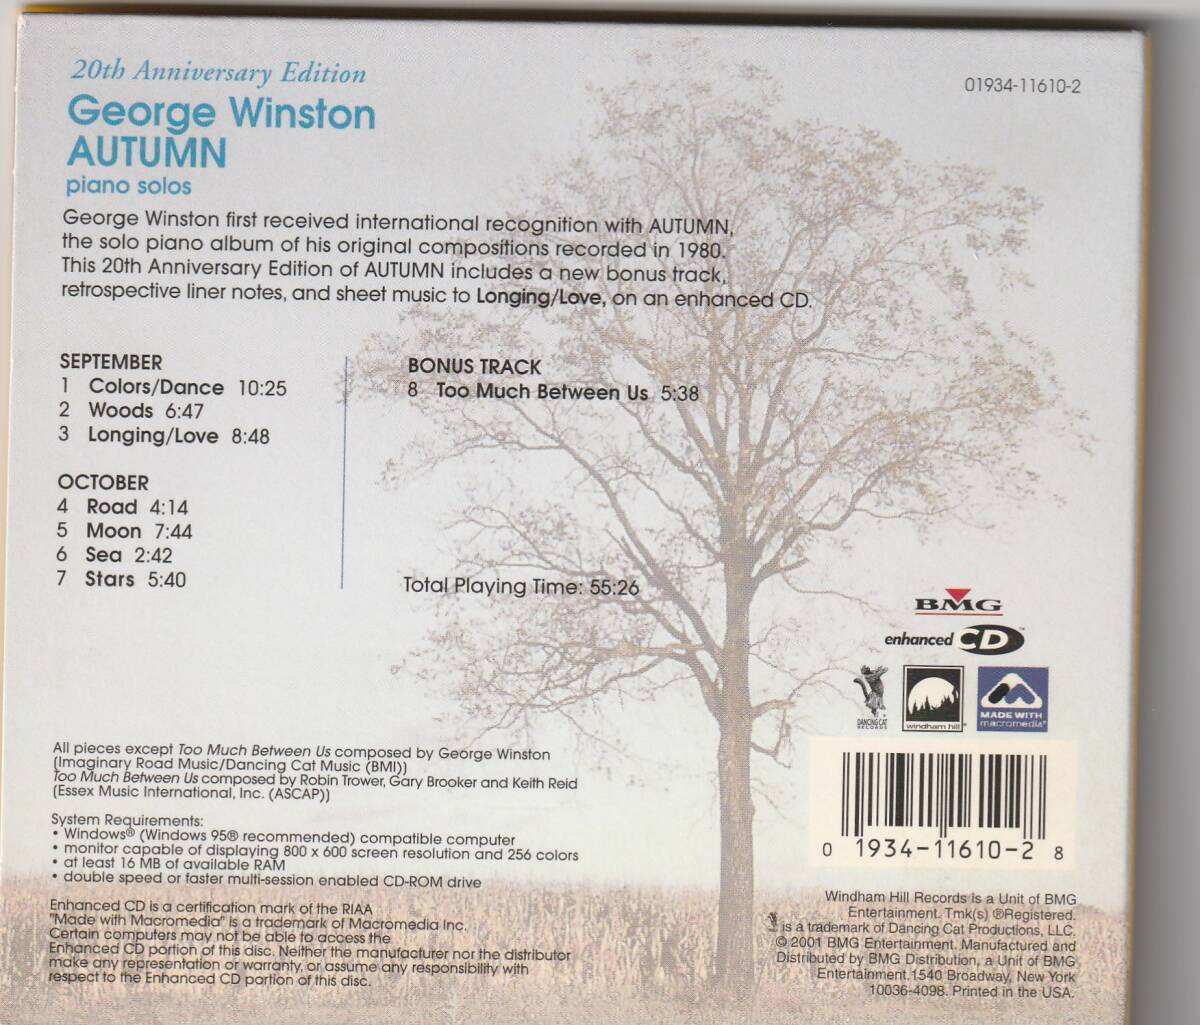 20th Anniversary Edition
George Winston
AUTUMN
piano solos
01934-11610-2
George Winston first received international recognition with AUTUMN,
the solo piano album of his original compositions recorded in 1980.
This 20th Anniversary Edition of AUTUMN includes a new bonus track,
retrospective liner notes, and sheet music to Longing/Love, on an enhanced CD.
SEPTEMBER
1 Colors/Dance 10:25
2 Woods 6:47
3 Longing/Love 8:48
OCTOBER
4 Road 4:14
5 Moon 7:44
6 Sea 2:42
7 Stars 5:40
BONUS TRACK
8 Too Much Between Us 5:38
Total Playing Time: 55:26
BMG
enhanced CD™
DANCING CAT
RECORDS
windham hill®
MADE WITH
macromedia®
All pieces except Too Much Between Us composed by George Winston
(Imaginary Road Music/Dancing Cat Music (BMI))
Too Much Between Us composed by Robin Trower, Gary Brooker and Keith Reid
(Essex Music International, Inc. (ASCAP))
System Requirements:
• Windows® (Windows 95® recommended) compatible computer
• monitor capable of displaying 800 x 600 screen resolution and 256 colors
• at least 16 MB of available RAM
• double speed or faster multi-session enabled CD-ROM drive
Enhanced CD is a certification mark of the RIAA
"Made with Macromedia" is a trademark of Macromedia Inc.
Certain computers may not be able to access the
Enhanced CD portion of this disc. Neither the manufacturer nor the distributor
make any representation or warranty, or assume any responsibility with
respect to the Enhanced CD portion of this disc.
0 1934-11610-2 8
Windham Hill Records is a Unit of BMG
Entertainment. Tmk(s) ®Registered.
is a trademark of Dancing Cat Productions, LLC.
© 2001 BMG Entertainment. Manufactured and
Distributed by BMG Distribution, a Unit of BMG
Entertainment.1540 Broadway, New York
10036-4098. Printed in the USA.